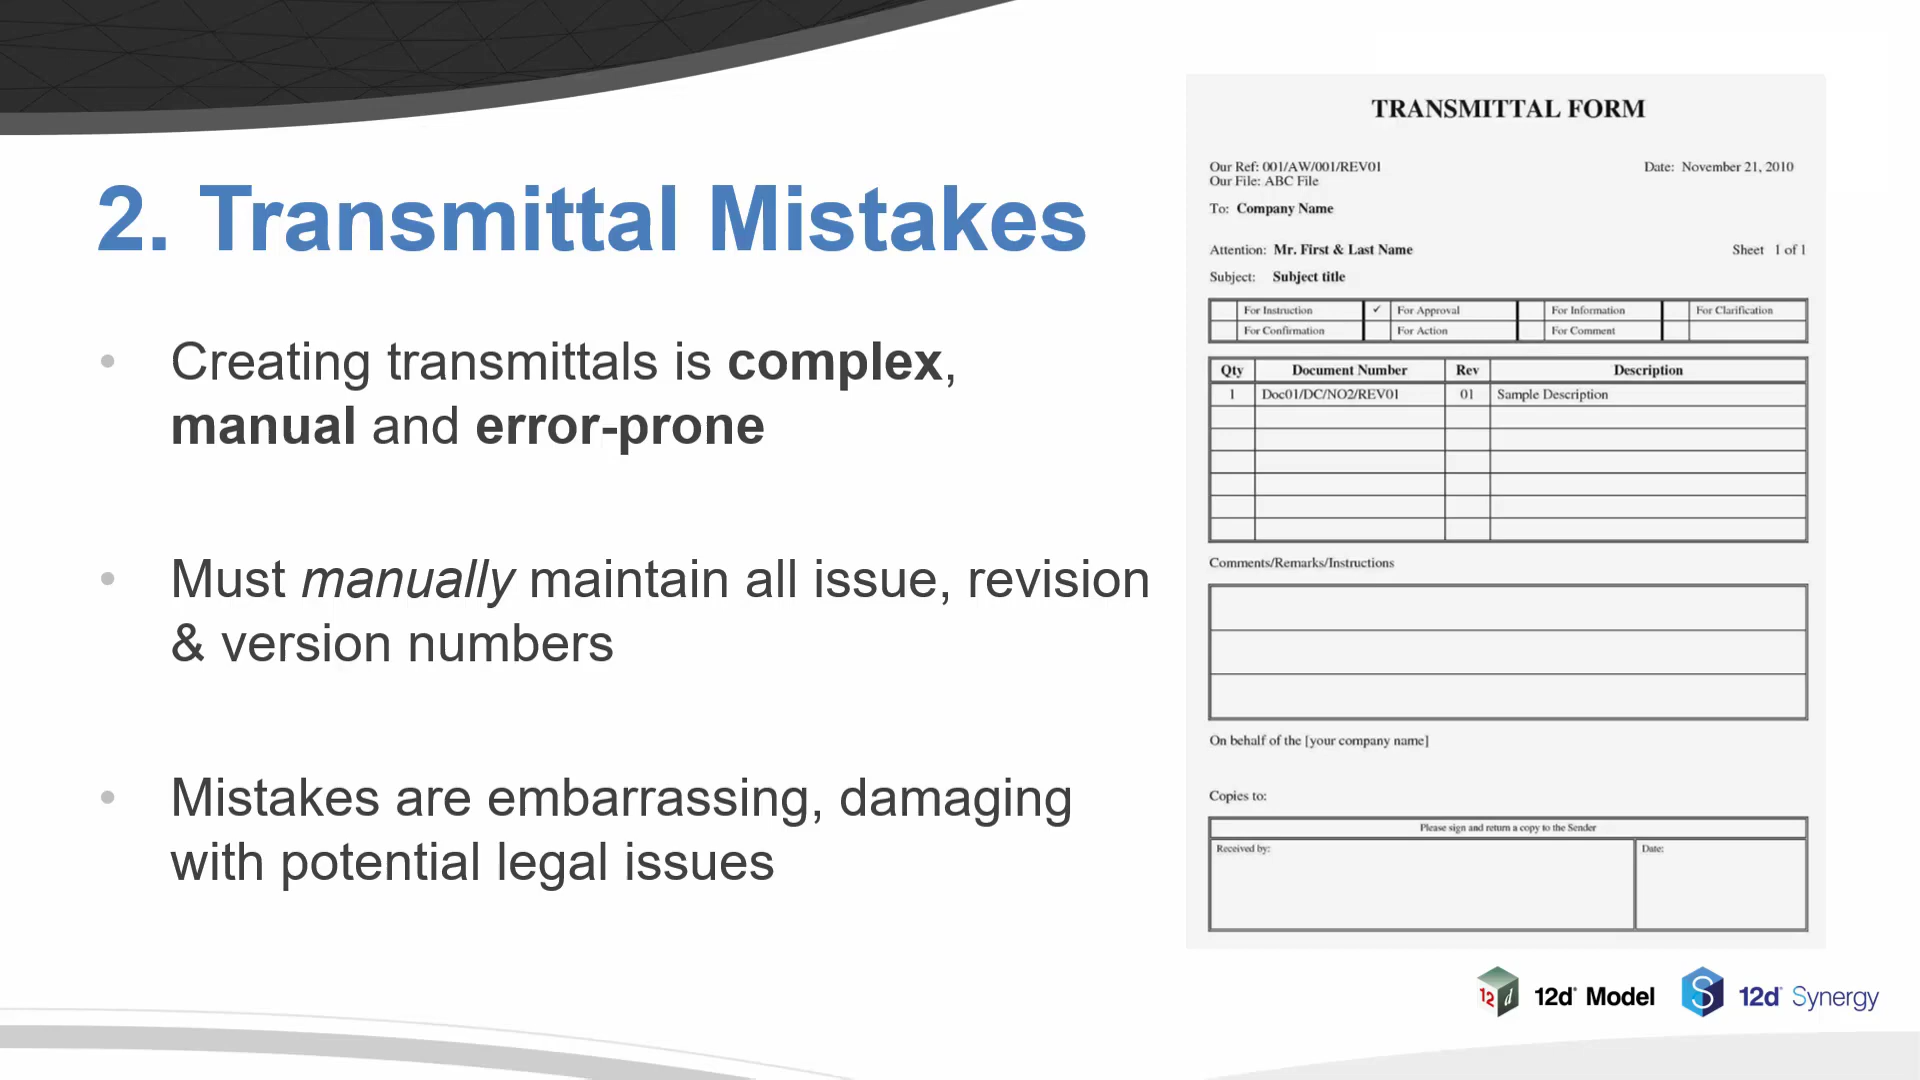 2. Transmittal Mistakes
• Creating transmittals is complex,
manual and error-prone
• Must manually maintain all issue, revision
& version numbers
• Mistakes are embarrassing, damaging
with potential legal issues
TRANSMITTAL FORM
Our Ref: 001/AW/001/REV01 Date: November 21, 2010
Our File: ABC File
To: Company Name
Attention: Mr. First & Last Name Sheet 1 of 1
Subject: Subject title
For Instruction ✓ For Approval For Information For Clarification
For Confirmation For Action For Comment
Qty Document Number Rev Description
1 Doc01/DC/NO2/REV01 01 Sample Description
Comments/Remarks/Instructions
On behalf of the [your company name]
Copies to:
Please sign and return a copy to the Sender
Received by: Date:
12d 12d Model S 12d Synergy